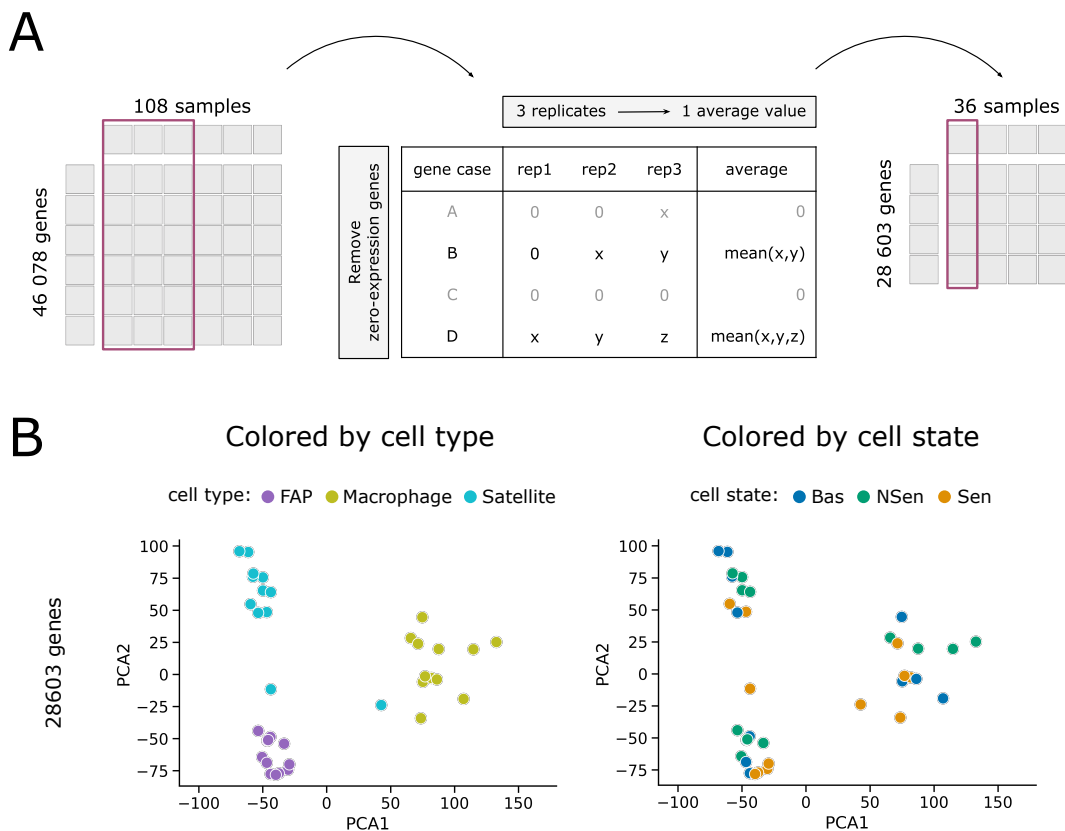 A
108 samples
46 078 genes
3 replicates 1 average value
Remove
zero-expression genes
gene case rep1 rep2 rep3 average
A 0 0 x 0
B 0 x y mean(x,y)
C 0 0 0 0
D x y z mean(x,y,z)
36 samples
28 603 genes
B
Colored by cell type
cell type: FAP Macrophage Satellite
28603 genes
PCA2
100
75
50
25
0
−25
−50
−75
−100 −50 0 50 100 150
PCA1
Colored by cell state
cell state: Bas NSen Sen
PCA2
100
75
50
25
0
−25
−50
−75
−100 −50 0 50 100 150
PCA1